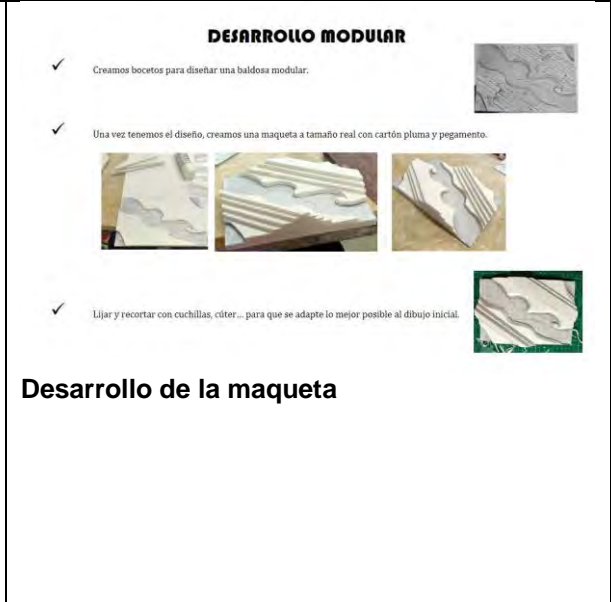 DESARROLLO MODULAR
✓ Creamos bocetos para diseñar una baldosa modular.
✓ Una vez tenemos el diseño, creamos una maqueta a tamaño real con cartón pluma y pegamento.
✓ Lijar y recortar con cuchillas, cúter... para que se adapte lo mejor posible al dibujo inicial.
Desarrollo de la maqueta